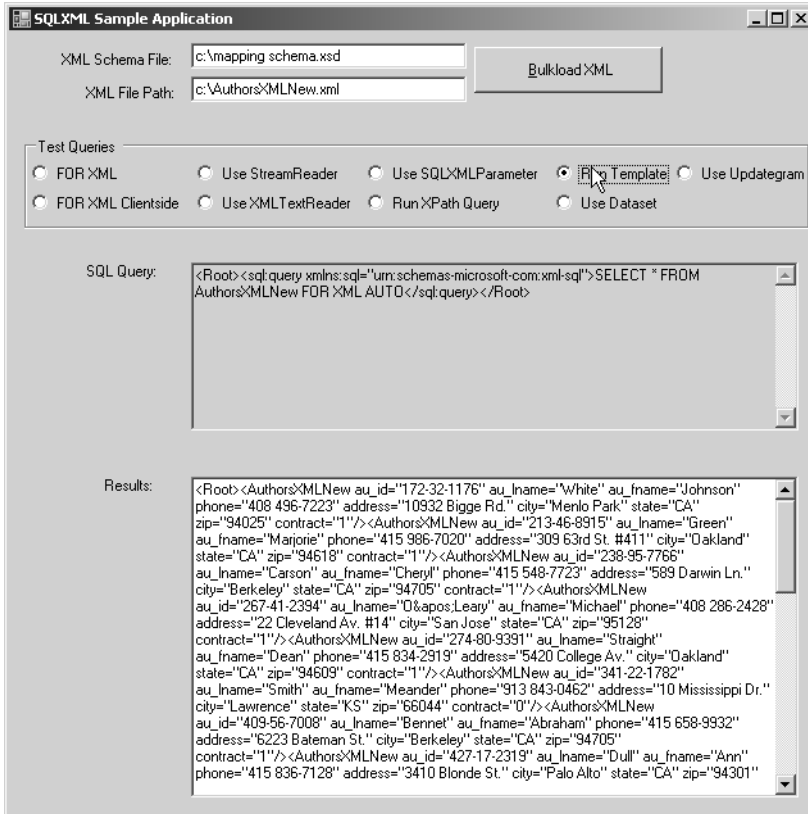 SQLXML Sample Application
XML Schema File:
c:\mapping schema.xsd
Bulkload XML
XML File Path:
c:\AuthorsXMLNew.xml
Test Queries
FOR XML
Use StreamReader
Use SQLXMLParameter
Run Template
Use Updategram
FOR XML Clientside
Use XMLTextReader
Run XPath Query
Use Dataset
SQL Query:
<Root><sql:query xmlns:sql="urn:schemas-microsoft-com:xml-sql">SELECT * FROM
AuthorsXMLNew FOR XML AUTO</sql:query></Root>
Results:
<Root><AuthorsXMLNew au_id="172-32-1176" au_lname="White" au_fname="Johnson"
phone="408 496-7223" address="10932 Bigge Rd." city="Menlo Park" state="CA"
zip="94025" contract="1"/><AuthorsXMLNew au_id="213-46-8915" au_lname="Green"
au_fname="Marjorie" phone="415 986-7020" address="309 63rd St. #411" city="Oakland"
state="CA" zip="94618" contract="1"/><AuthorsXMLNew au_id="238-95-7766"
au_lname="Carson" au_fname="Cheryl" phone="415 548-7723" address="589 Darwin Ln."
city="Berkeley" state="CA" zip="94705" contract="1"/><AuthorsXMLNew
au_id="267-41-2394" au_lname="O&apos;Leary" au_fname="Michael" phone="408 286-2428"
address="22 Cleveland Av. #14" city="San Jose" state="CA" zip="95128"
contract="1"/><AuthorsXMLNew au_id="274-80-9391" au_lname="Straight"
au_fname="Dean" phone="415 834-2919" address="5420 College Av." city="Oakland"
state="CA" zip="94609" contract="1"/><AuthorsXMLNew au_id="341-22-1782"
au_lname="Smith" au_fname="Meander" phone="913 843-0462" address="10 Mississippi Dr."
city="Lawrence" state="KS" zip="66044" contract="0"/><AuthorsXMLNew
au_id="409-56-7008" au_lname="Bennet" au_fname="Abraham" phone="415 658-9932"
address="6223 Bateman St." city="Berkeley" state="CA" zip="94705"
contract="1"/><AuthorsXMLNew au_id="427-17-2319" au_lname="Dull" au_fname="Ann"
phone="415 836-7128" address="3410 Blonde St." city="Palo Alto" state="CA" zip="94301"